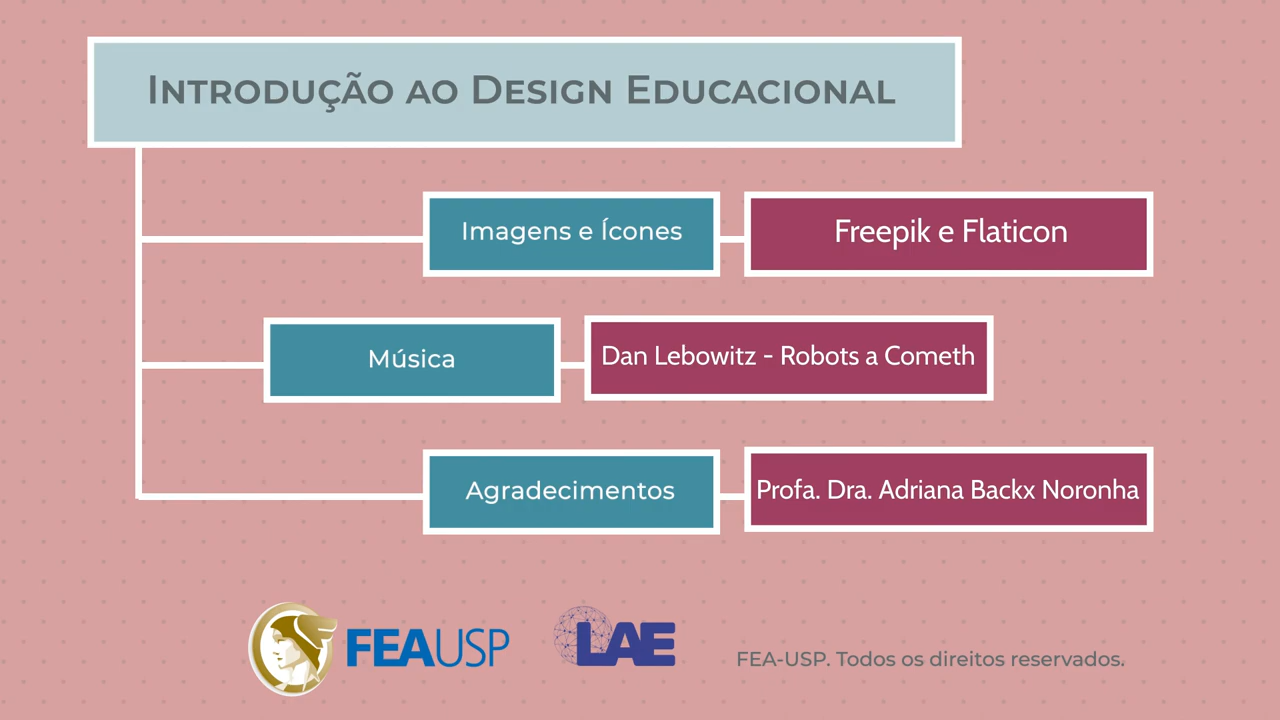 Introdução ao Design Educacional
Imagens e Ícones
Freepik e Flaticon
Música
Dan Lebowitz - Robots a Cometh
Agradecimentos
Profa. Dra. Adriana Backx Noronha
FEAUSP
LAE
FEA-USP. Todos os direitos reservados.